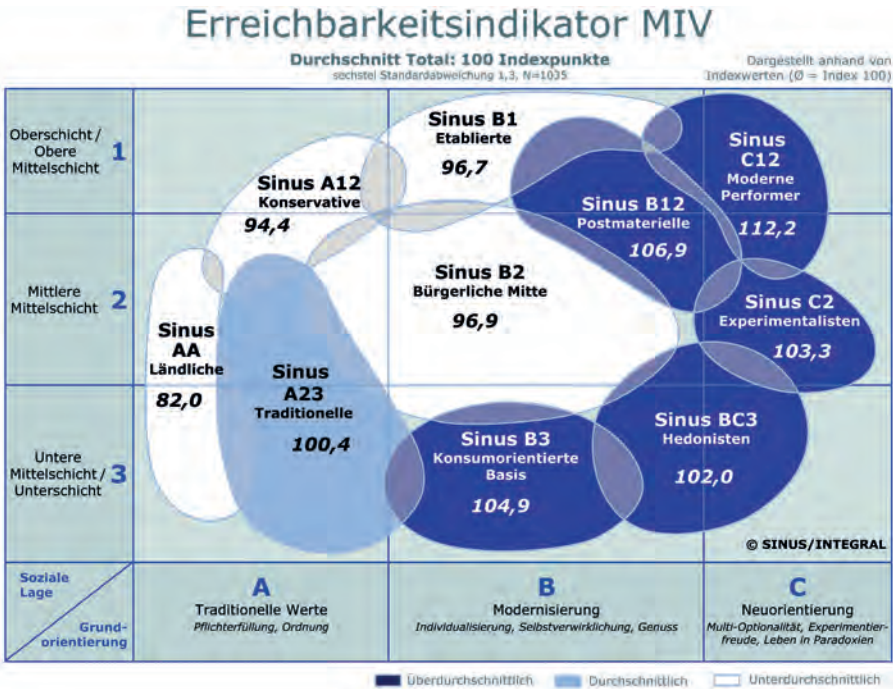 Erreichbarkeitsindikator MIV
Durchschnitt Total: 100 Indexpunkte
sechstel Standardabweichung 1,3, N=1035
Dargestellt anhand von
Indexwerten (Ø = Index 100)
Oberschicht /
Obere
Mittelschicht
1
Sinus B1
Etablierte
96,7
Sinus
C12
Moderne
Performer
112,2
Sinus A12
Konservative
94,4
Sinus B12
Postmaterielle
106,9
Mittlere
Mittelschicht
2
Sinus B2
Bürgerliche Mitte
96,9
Sinus C2
Experimentalisten
103,3
Sinus
AA
Ländliche
82,0
Sinus
A23
Traditionelle
100,4
Untere
Mittelschicht /
Unterschicht
3
Sinus B3
Konsumorientierte
Basis
104,9
Sinus BC3
Hedonisten
102,0
© SINUS/INTEGRAL
Soziale
Lage
Grund-
orientierung
A
Traditionelle Werte
Pflichterfüllung, Ordnung
B
Modernisierung
Individualisierung, Selbstverwirklichung, Genuss
C
Neuorientierung
Multi-Optionalität, Experimentier-
freude, Leben in Paradoxien
Überdurchschnittlich
Durchschnittlich
Unterdurchschnittlich